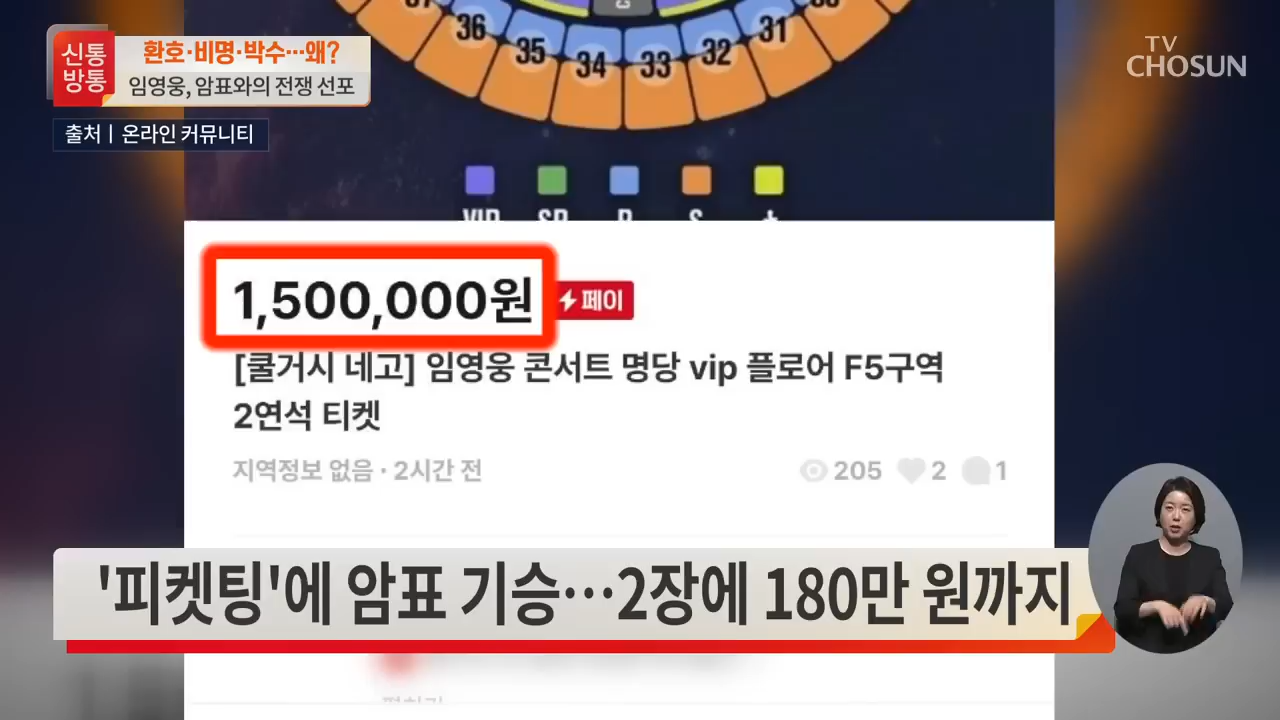 신통
방통
환호·비명·박수…왜?
임영웅, 암표와의 전쟁 선포
출처 | 온라인 커뮤니티
TV
CHOSUN
36
35
34
33
32
31
VIP SR R S
1,500,000원
페이
[쿨거시 네고] 임영웅 콘서트 명당 vip 플로어 F5구역
2연석 티켓
지역정보 없음 · 2시간 전
205 2 1
'피켓팅'에 암표 기승…2장에 180만 원까지